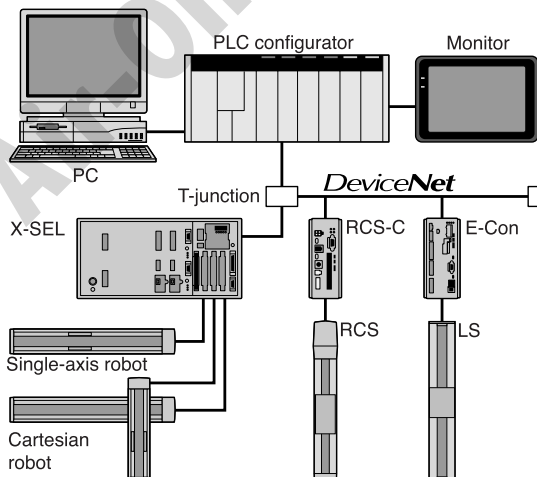 PLC configurator
Monitor
PC
T-junction
DeviceNet
X-SEL
RCS-C
E-Con
Single-axis robot
RCS
LS
Cartesian
robot